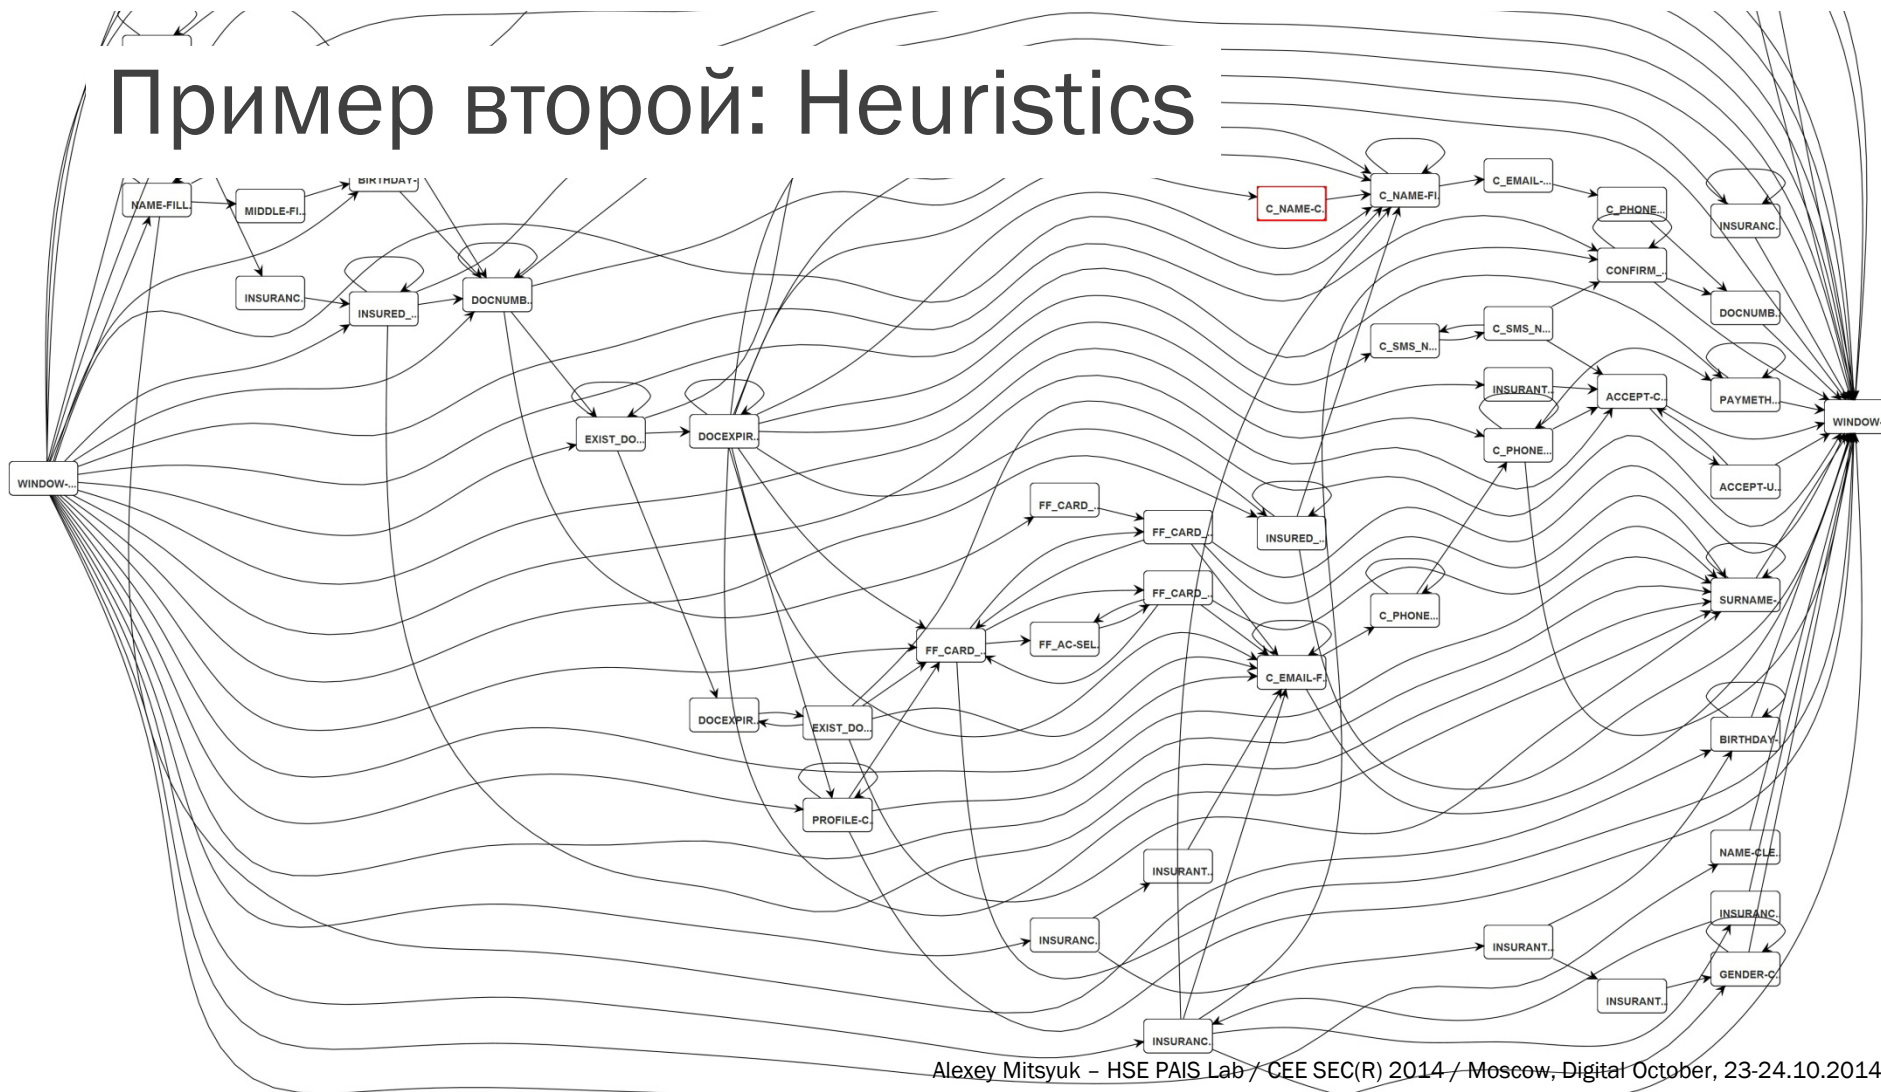 Пример второй: Heuristics
BIRTHDAY-
NAME-FILL.
MIDDLE-FI..
C_NAME-C.
C_NAME-FI.
C_EMAIL-...
C_PHONE...
INSURANC.
INSURANC.
INSURED_..
DOCNUMB..
CONFIRM_..
DOCNUMB..
C_SMS_N...
C_SMS_N...
INSURANT..
ACCEPT-C..
PAYMETH...
WINDOW-
EXIST_DO...
DOCEXPIR..
C_PHONE...
WINDOW-...
ACCEPT-U..
FF_CARD_..
FF_CARD_..
INSURED_..
FF_CARD_..
C_PHONE...
SURNAME-
FF_CARD_..
FF_AC-SEL.
C_EMAIL-F.
DOCEXPIR..
EXIST_DO...
BIRTHDAY-
PROFILE-C.
INSURANT..
NAME-CLE.
INSURANC.
INSURANC.
INSURANT..
GENDER-C.
INSURANT..
INSURANC.
Alexey Mitsyuk – HSE PAIS Lab / CEE SEC(R) 2014 / Moscow, Digital October, 23-24.10.2014